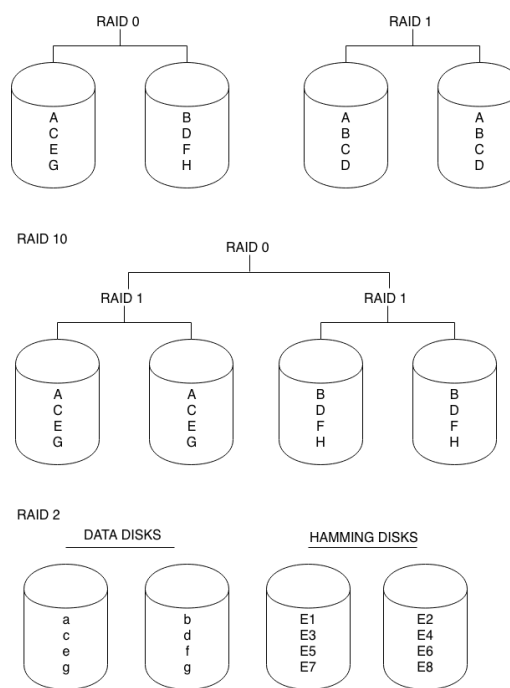 RAID 0
A
C
E
G
B
D
F
H
RAID 1
A
B
C
D
A
B
C
D
RAID 10
RAID 0
RAID 1
A
C
E
G
A
C
E
G
RAID 1
B
D
F
H
B
D
F
H
RAID 2
DATA DISKS
a
c
e
g
b
d
f
g
HAMMING DISKS
E1
E3
E5
E7
E2
E4
E6
E8